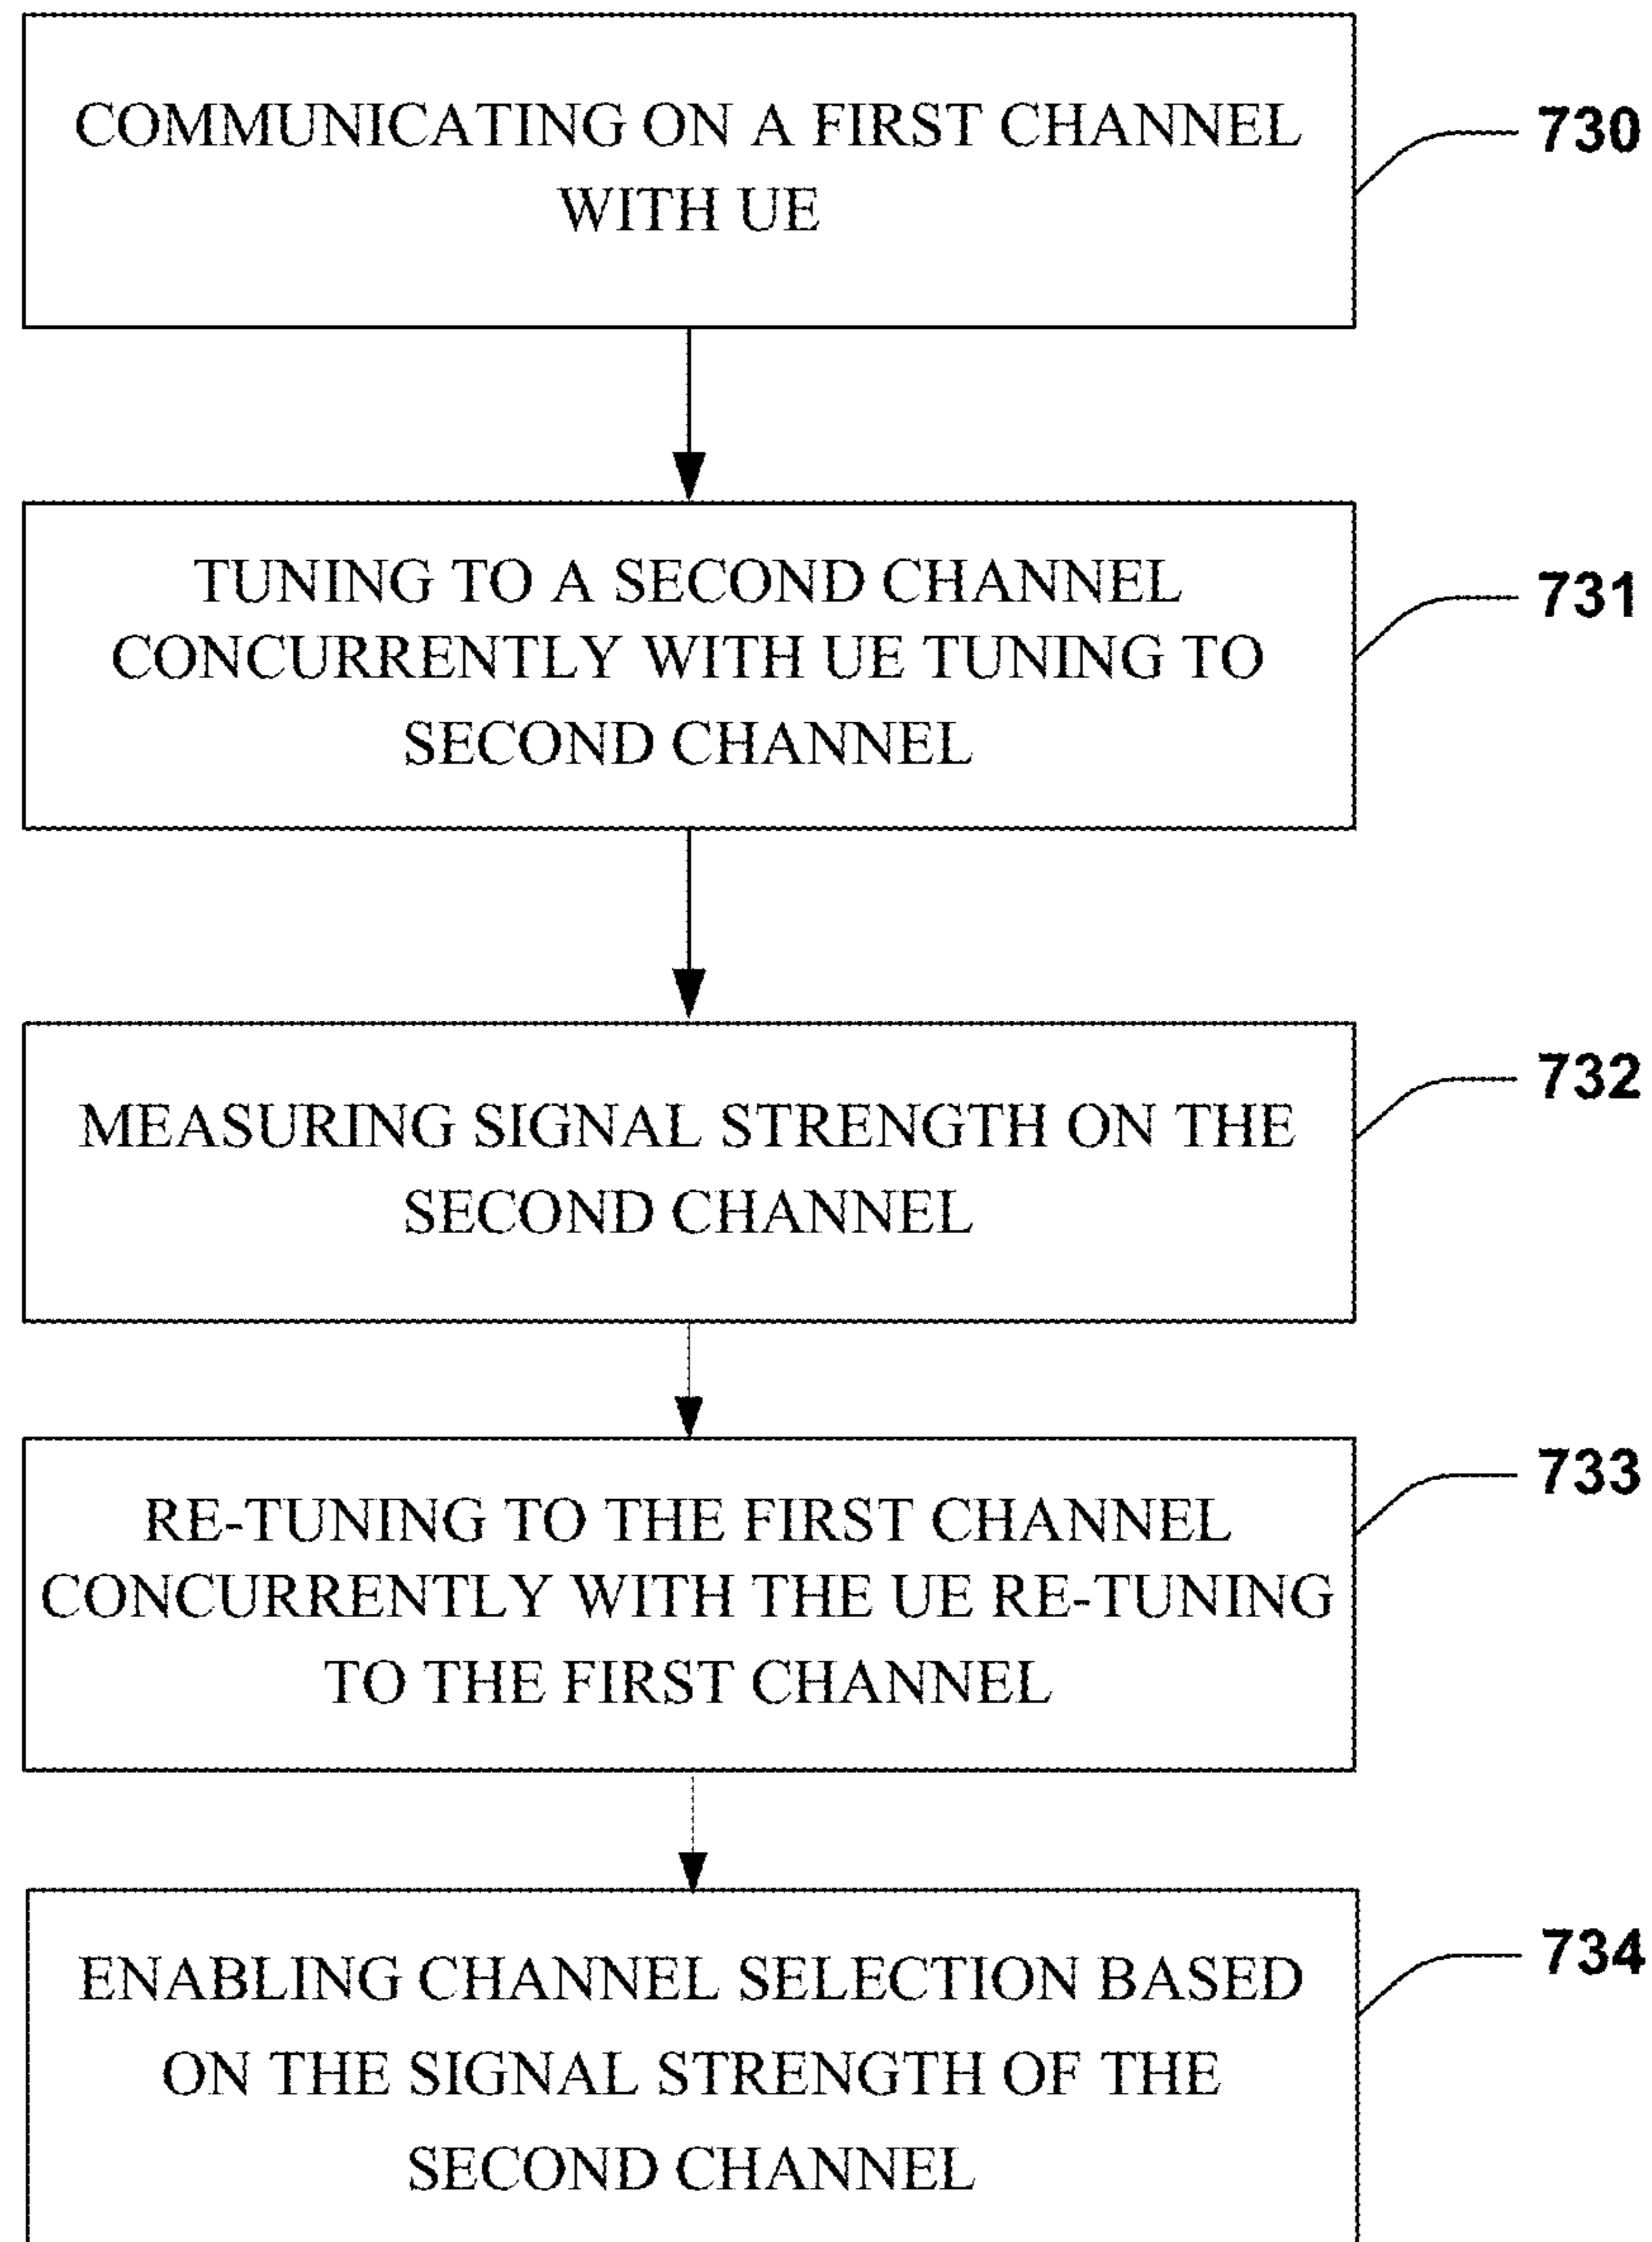 COMMUNICATING ON A FIRST CHANNEL
WITH UE
730
TUNING TO A SECOND CHANNEL
CONCURRENTLY WITH UE TUNING TO
SECOND CHANNEL
731
MEASURING SIGNAL STRENGTH ON THE
SECOND CHANNEL
732
RE-TUNING TO THE FIRST CHANNEL
CONCURRENTLY WITH THE UE RE-TUNING
TO THE FIRST CHANNEL
733
ENABLING CHANNEL SELECTION BASED
ON THE SIGNAL STRENGTH OF THE
SECOND CHANNEL
734